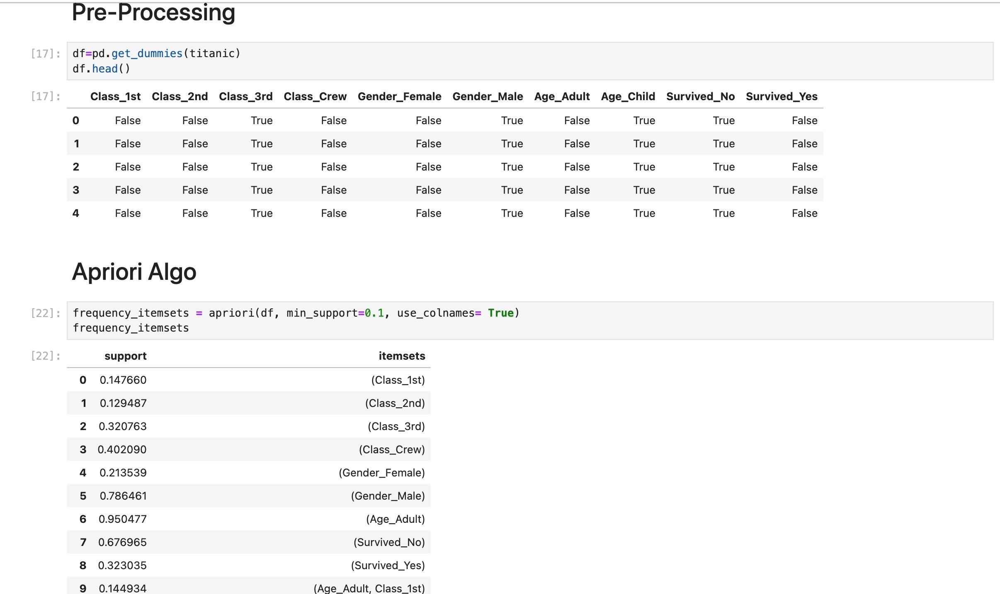 Pre-Processing
[17]: df=pd.get_dummies(titanic)
df.head()
[17]: Class_1st Class_2nd Class_3rd Class_Crew Gender_Female Gender_Male Age_Adult Age_Child Survived_No Survived_Yes
0 False False True False False True False True True False
1 False False True False False True False True True False
2 False False True False False True False True True False
3 False False True False False True False True True False
4 False False True False False True False True True False
Apriori Algo
[22]: frequency_itemsets = apriori(df, min_support=0.1, use_colnames= True)
frequency_itemsets
[22]: support itemsets
0 0.147660 (Class_1st)
1 0.129487 (Class_2nd)
2 0.320763 (Class_3rd)
3 0.402090 (Class_Crew)
4 0.213539 (Gender_Female)
5 0.786461 (Gender_Male)
6 0.950477 (Age_Adult)
7 0.676965 (Survived_No)
8 0.323035 (Survived_Yes)
9 0.144934 (Age_Adult, Class_1st)